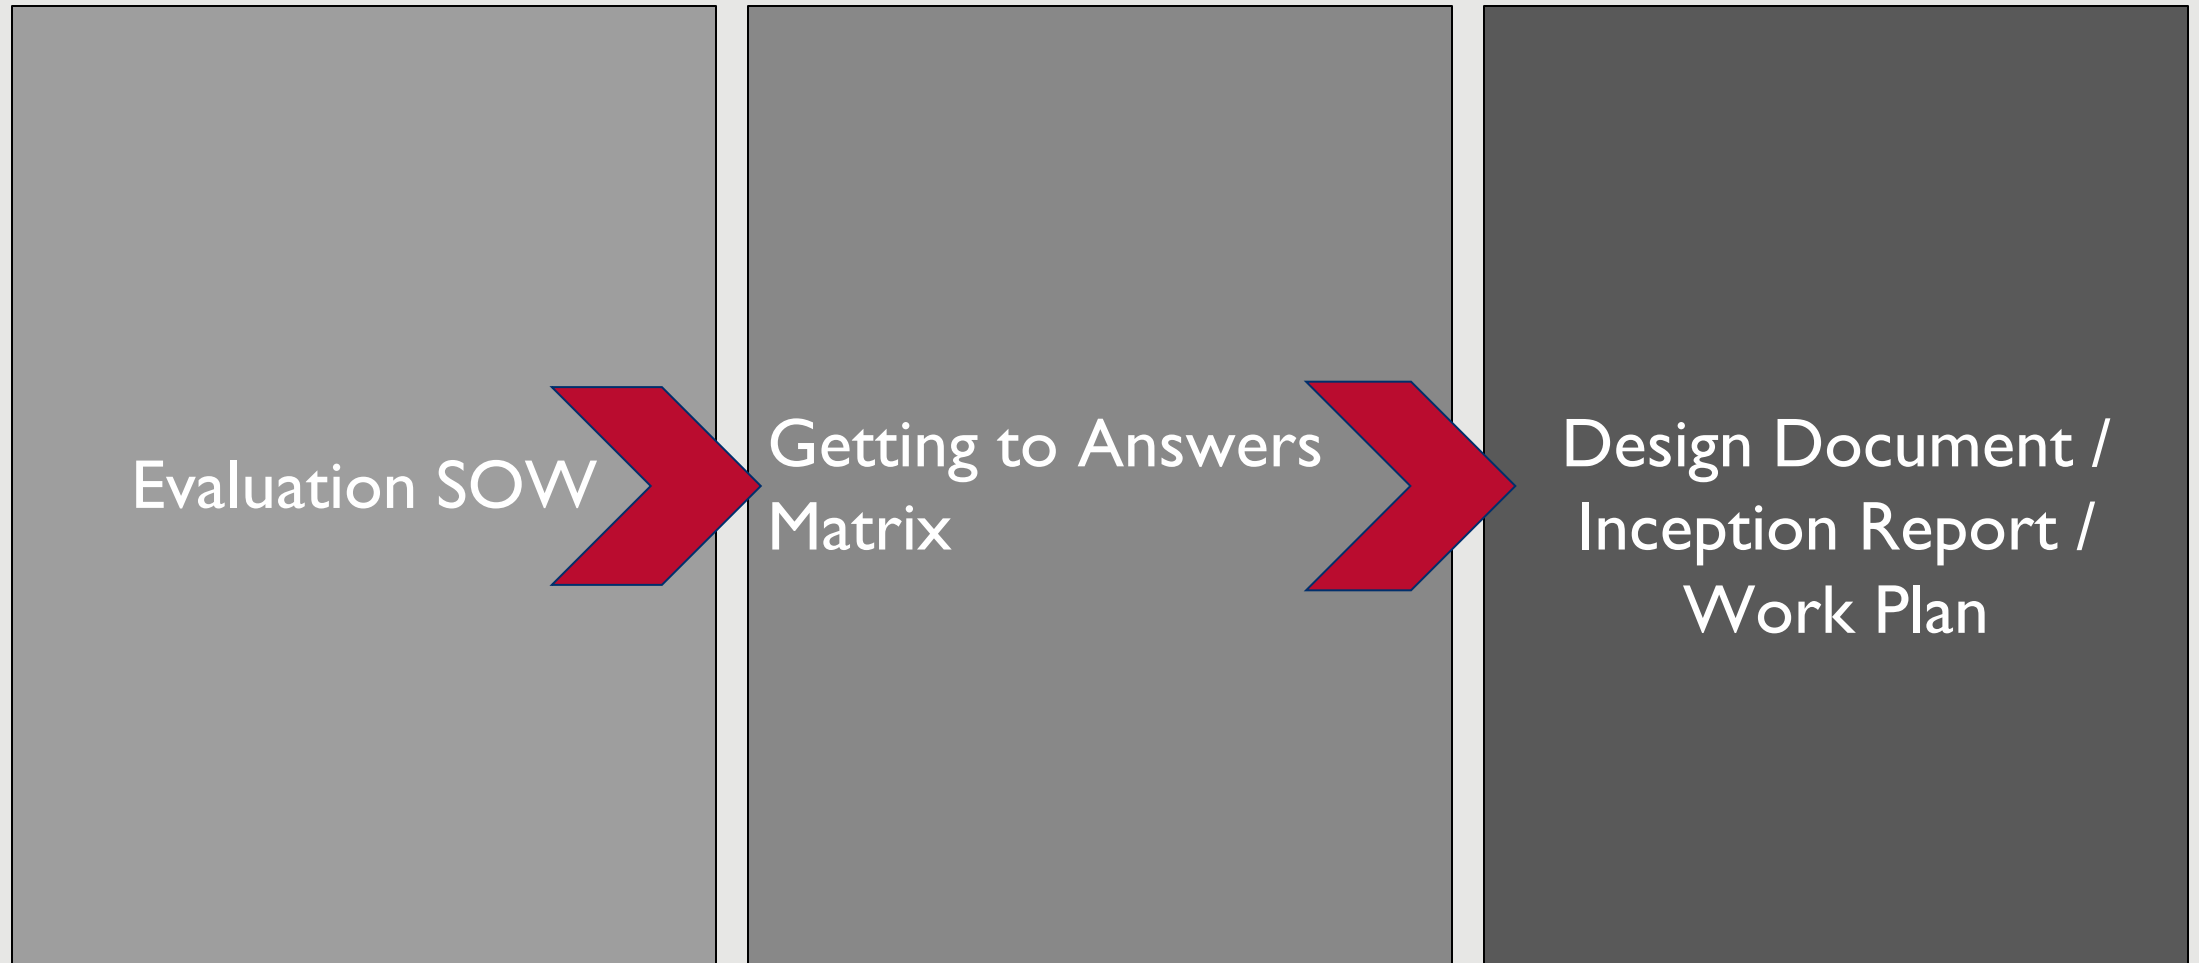 Evaluation SOW
Getting to Answers
Matrix
Design Document /
Inception Report /
Work Plan